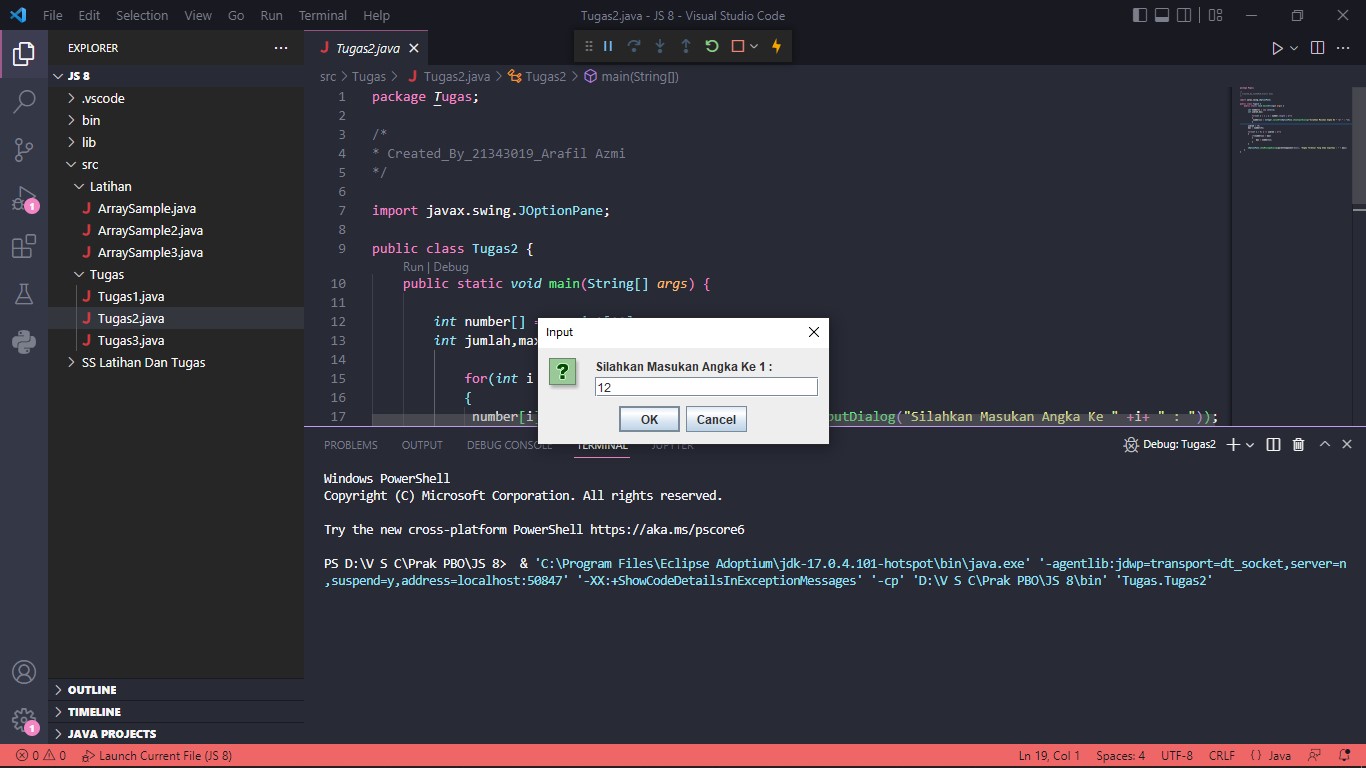 File Edit Selection View Go Run Terminal Help
Tugas2.java - JS 8 - Visual Studio Code
EXPLORER
JS 8
.vscode
bin
lib
src
Latihan
J ArraySample.java
J ArraySample2.java
J ArraySample3.java
Tugas
J Tugas1.java
J Tugas2.java
J Tugas3.java
SS Latihan Dan Tugas
OUTLINE
TIMELINE
JAVA PROJECTS
1
1
J Tugas2.java
src > Tugas > J Tugas2.java > Tugas2 > main(String[])
1 package Tugas;
2
3 /*
4 * Created_By_21343019_Arafil Azmi
5 */
6
7 import javax.swing.JOptionPane;
8
9 public class Tugas2 {
Run | Debug
10 public static void main(String[] args) {
11
12 int number[]
13 int jumlah,max
14
15 for(int i
16 {
17 number[i utDialog("Silahkan Masukan Angka Ke " +i+ " : "));
Input
?
Silahkan Masukan Angka Ke 1 :
12
OK Cancel
PROBLEMS OUTPUT DEBUG CONSOLE TERMINAL JUPYTER
Debug: Tugas2
Windows PowerShell
Copyright (C) Microsoft Corporation. All rights reserved.
Try the new cross-platform PowerShell https://aka.ms/pscore6
PS D:\V S C\Prak PBO\JS 8> & 'C:\Program Files\Eclipse Adoptium\jdk-17.0.4.101-hotspot\bin\java.exe' '-agentlib:jdwp=transport=dt_socket,server=n
,suspend=y,address=localhost:50847' '-XX:+ShowCodeDetailsInExceptionMessages' '-cp' 'D:\V S C\Prak PBO\JS 8\bin' 'Tugas.Tugas2'
0 0 Launch Current File (JS 8)
Ln 19, Col 1 Spaces: 4 UTF-8 CRLF {} Java